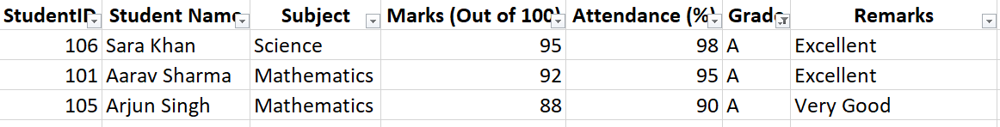 StudentID Student Name Subject Marks (Out of 100) Attendance (%) Grade Remarks
106 Sara Khan Science 95 98 A Excellent
101 Aarav Sharma Mathematics 92 95 A Excellent
105 Arjun Singh Mathematics 88 90 A Very Good